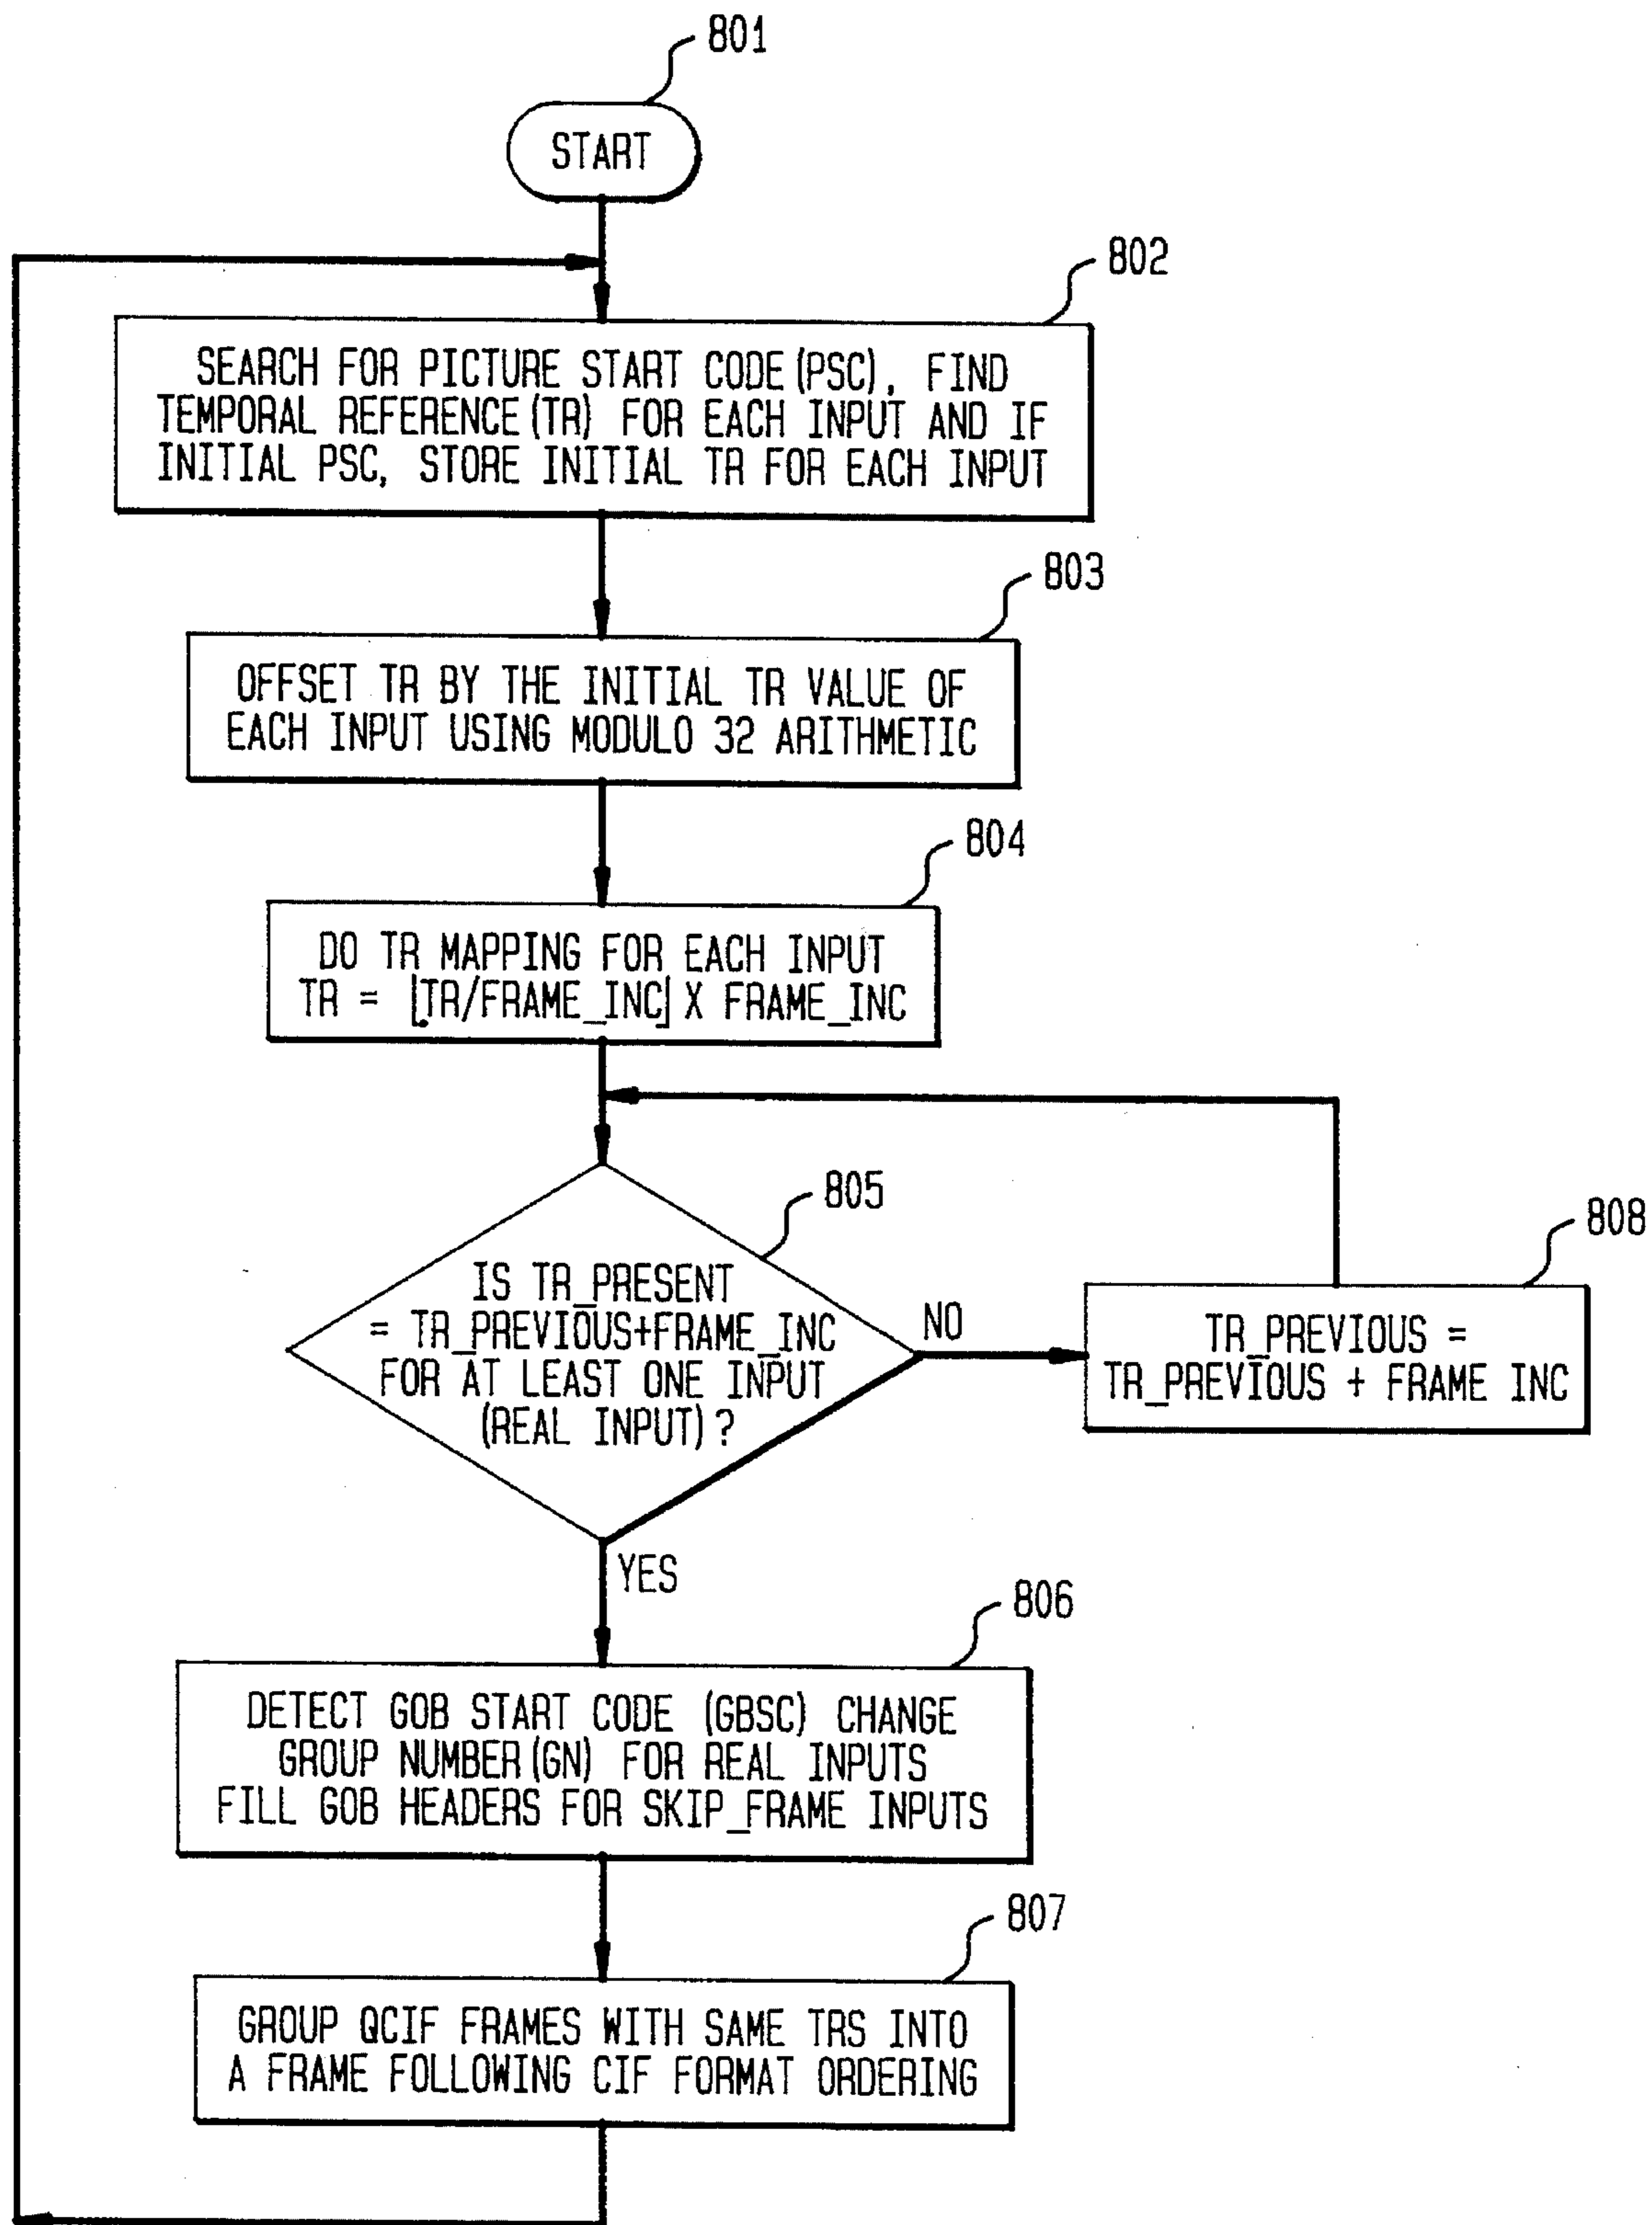 801
START
802
SEARCH FOR PICTURE START CODE (PSC), FIND
TEMPORAL REFERENCE (TR) FOR EACH INPUT AND IF
INITIAL PSC, STORE INITIAL TR FOR EACH INPUT
803
OFFSET TR BY THE INITIAL TR VALUE OF
EACH INPUT USING MODULO 32 ARITHMETIC
804
DO TR MAPPING FOR EACH INPUT
TR = ⌊TR/FRAME_INC⌋ X FRAME_INC
805
IS TR_PRESENT
= TR_PREVIOUS+FRAME_INC
FOR AT LEAST ONE INPUT
(REAL INPUT)?
NO
808
TR_PREVIOUS =
TR_PREVIOUS + FRAME INC
YES
806
DETECT GOB START CODE (GBSC) CHANGE
GROUP NUMBER (GN) FOR REAL INPUTS
FILL GOB HEADERS FOR SKIP_FRAME INPUTS
807
GROUP QCIF FRAMES WITH SAME TRS INTO
A FRAME FOLLOWING CIF FORMAT ORDERING